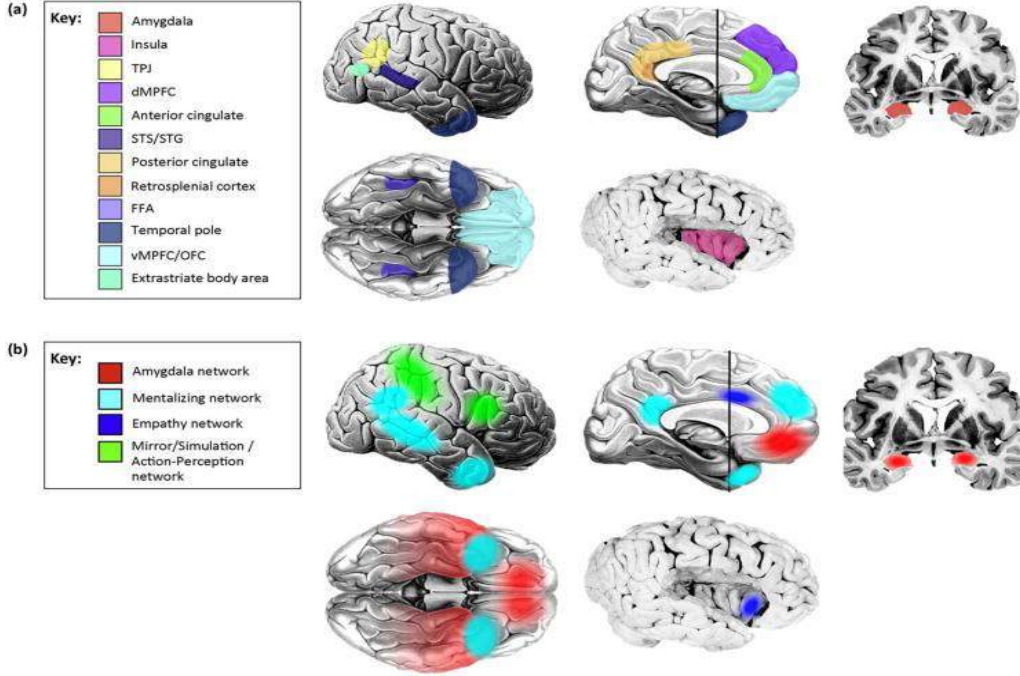 (a)
Key:
Amygdala
Insula
TPJ
dMPFC
Anterior cingulate
STS/STG
Posterior cingulate
Retrosplenial cortex
FFA
Temporal pole
vMPFC/OFC
Extrastriate body area
(b)
Key:
Amygdala network
Mentalizing network
Empathy network
Mirror/Simulation /
Action-Perception
network